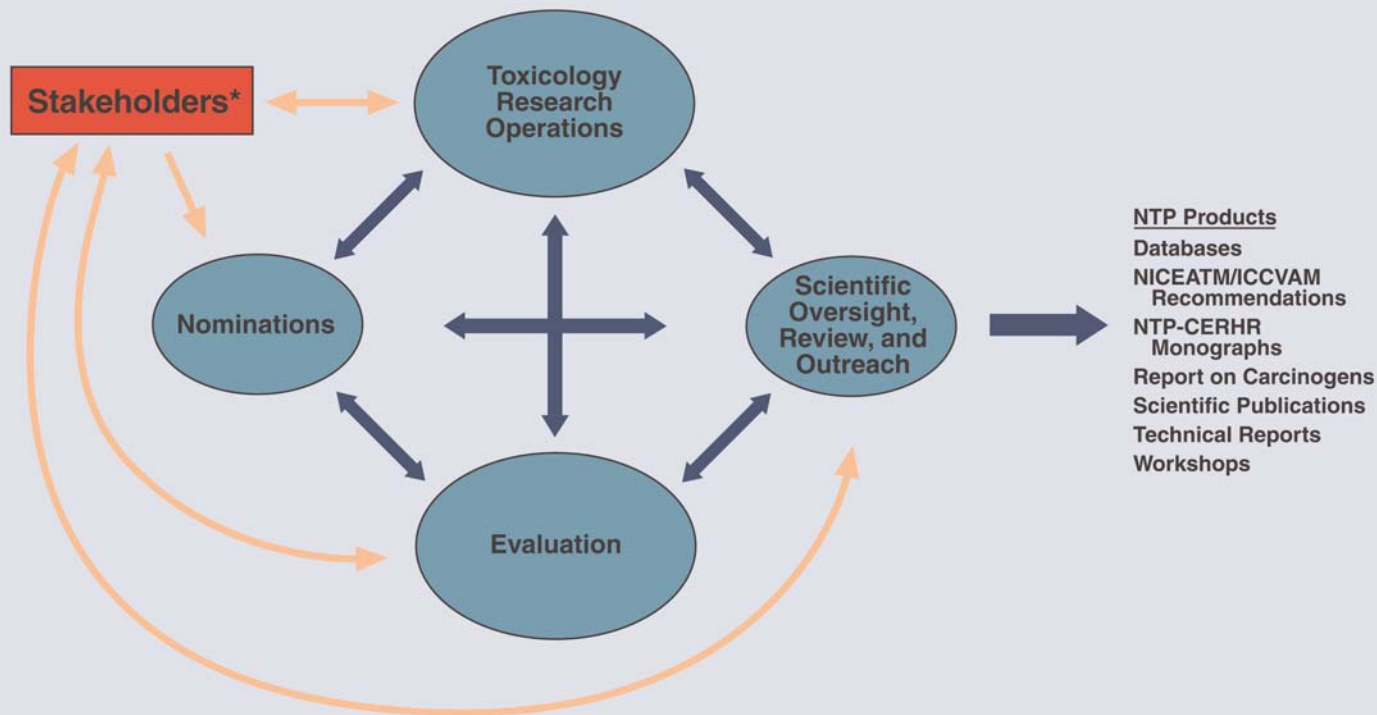 Stakeholders*
Toxicology
Research
Operations
Nominations
Scientific
Oversight,
Review, and
Outreach
Evaluation
NTP Products
Databases
NICEATM/ICCVAM
Recommendations
NTP-CERHR
Monographs
Report on Carcinogens
Scientific Publications
Technical Reports
Workshops